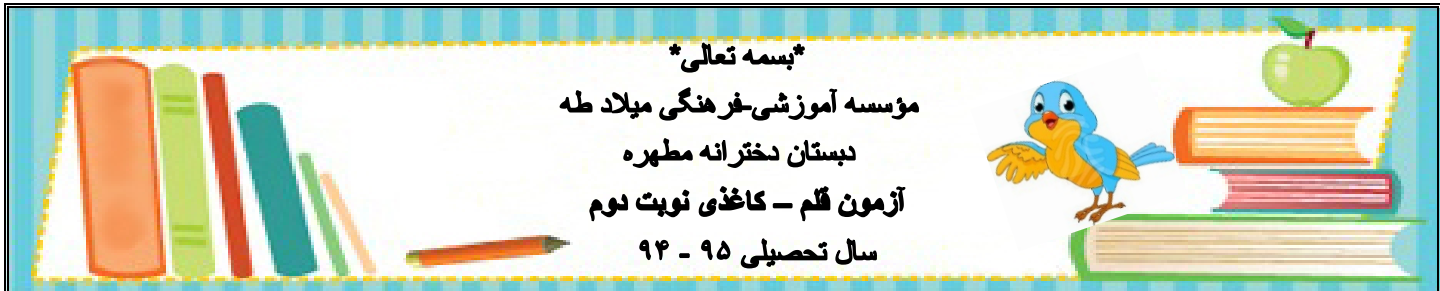 *بسمه تعالی*
مؤسسه آموزشی-فرهنگی میلاد طه
دبستان دخترانه مطهره
آزمون قلم – کاغذی نوبت دوم
سال تحصیلی ۹۵ - ۹۴